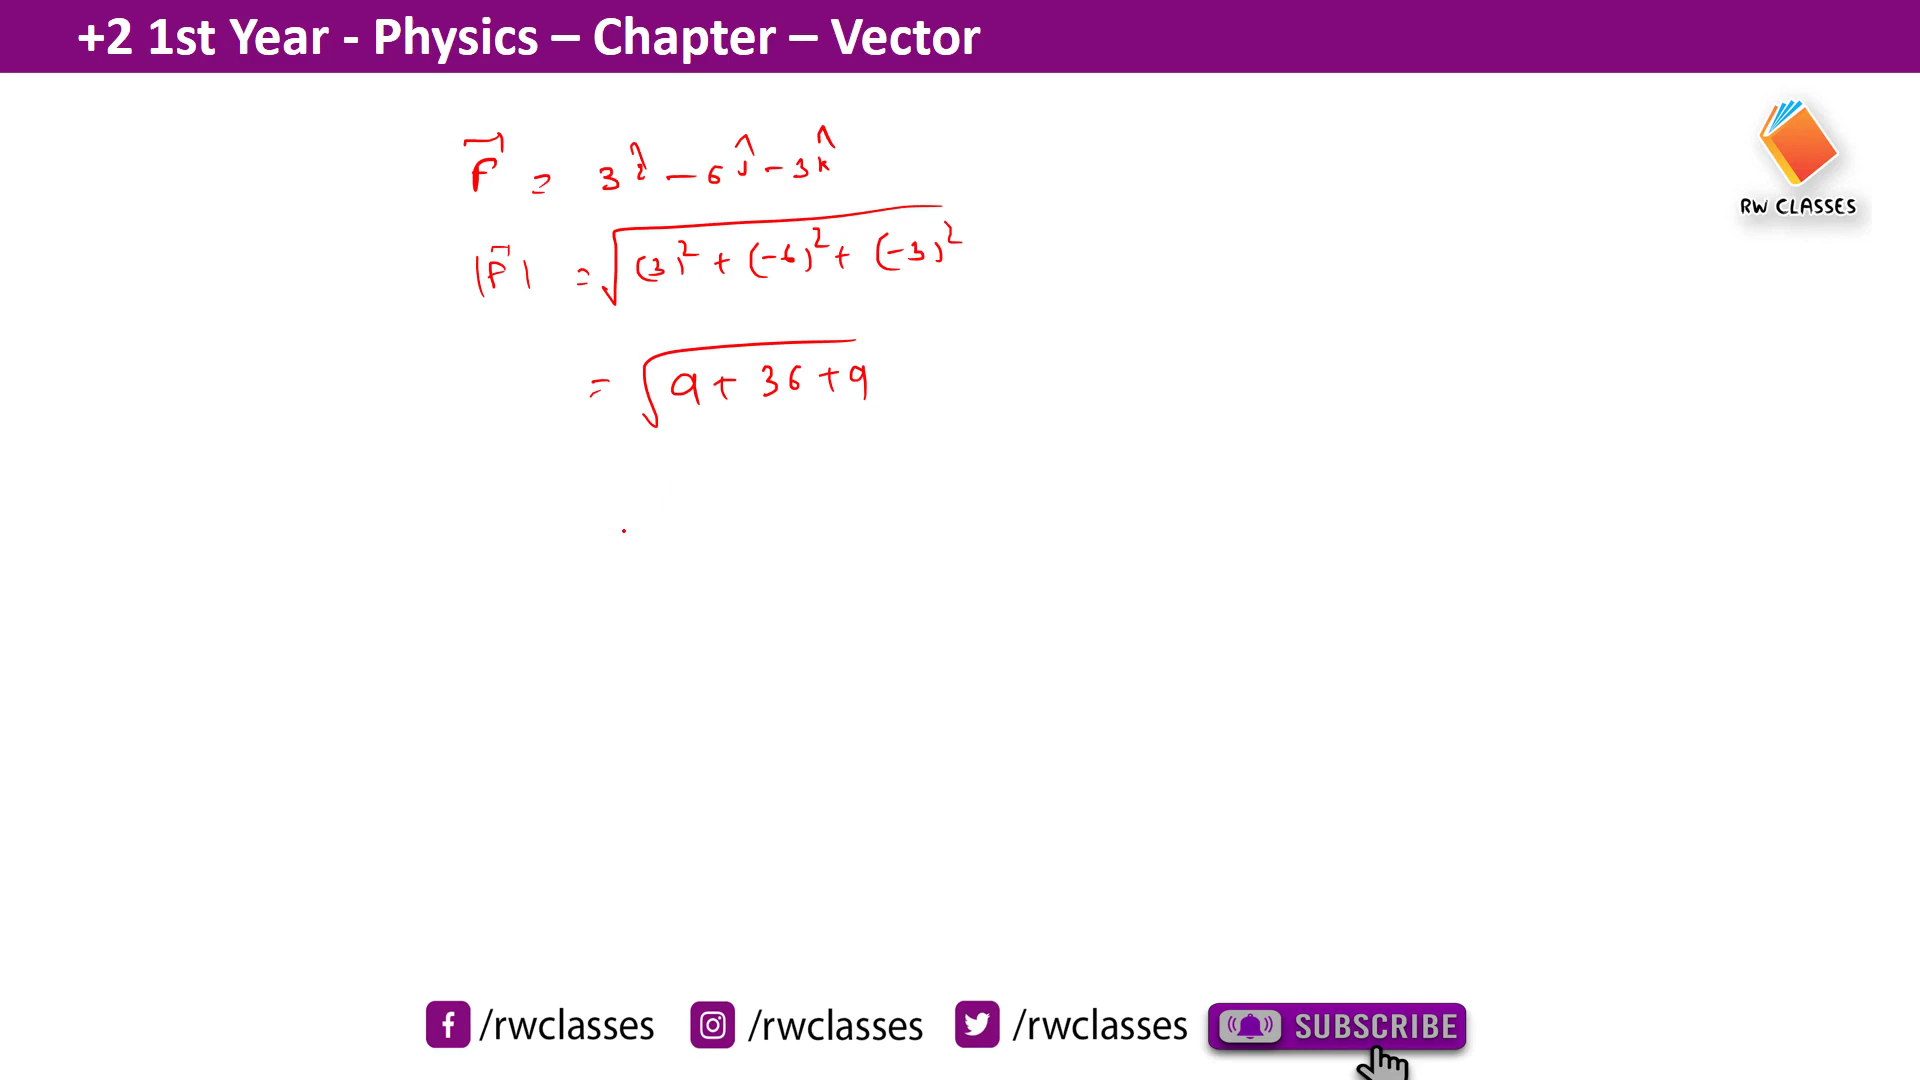 +2 1st Year - Physics – Chapter – Vector
RW CLASSES
F⃗ = 3î - 6ĵ - 3k̂
|F⃗| = √(3)² + (-6)² + (-3)²
= √9 + 36 + 9
/rwclasses
/rwclasses
/rwclasses
SUBSCRIBE